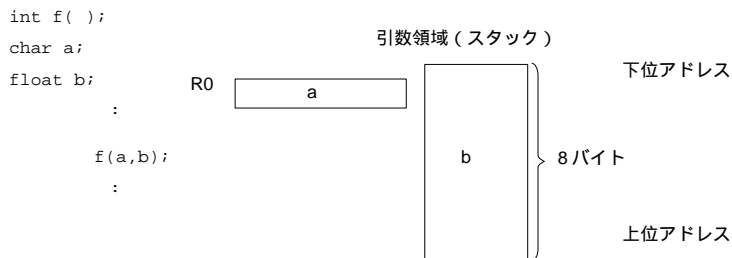 int f( );
char a;
float b;
:
f(a,b);
:
R0
a
引数領域（スタック）
下位アドレス
b
8バイト
上位アドレス